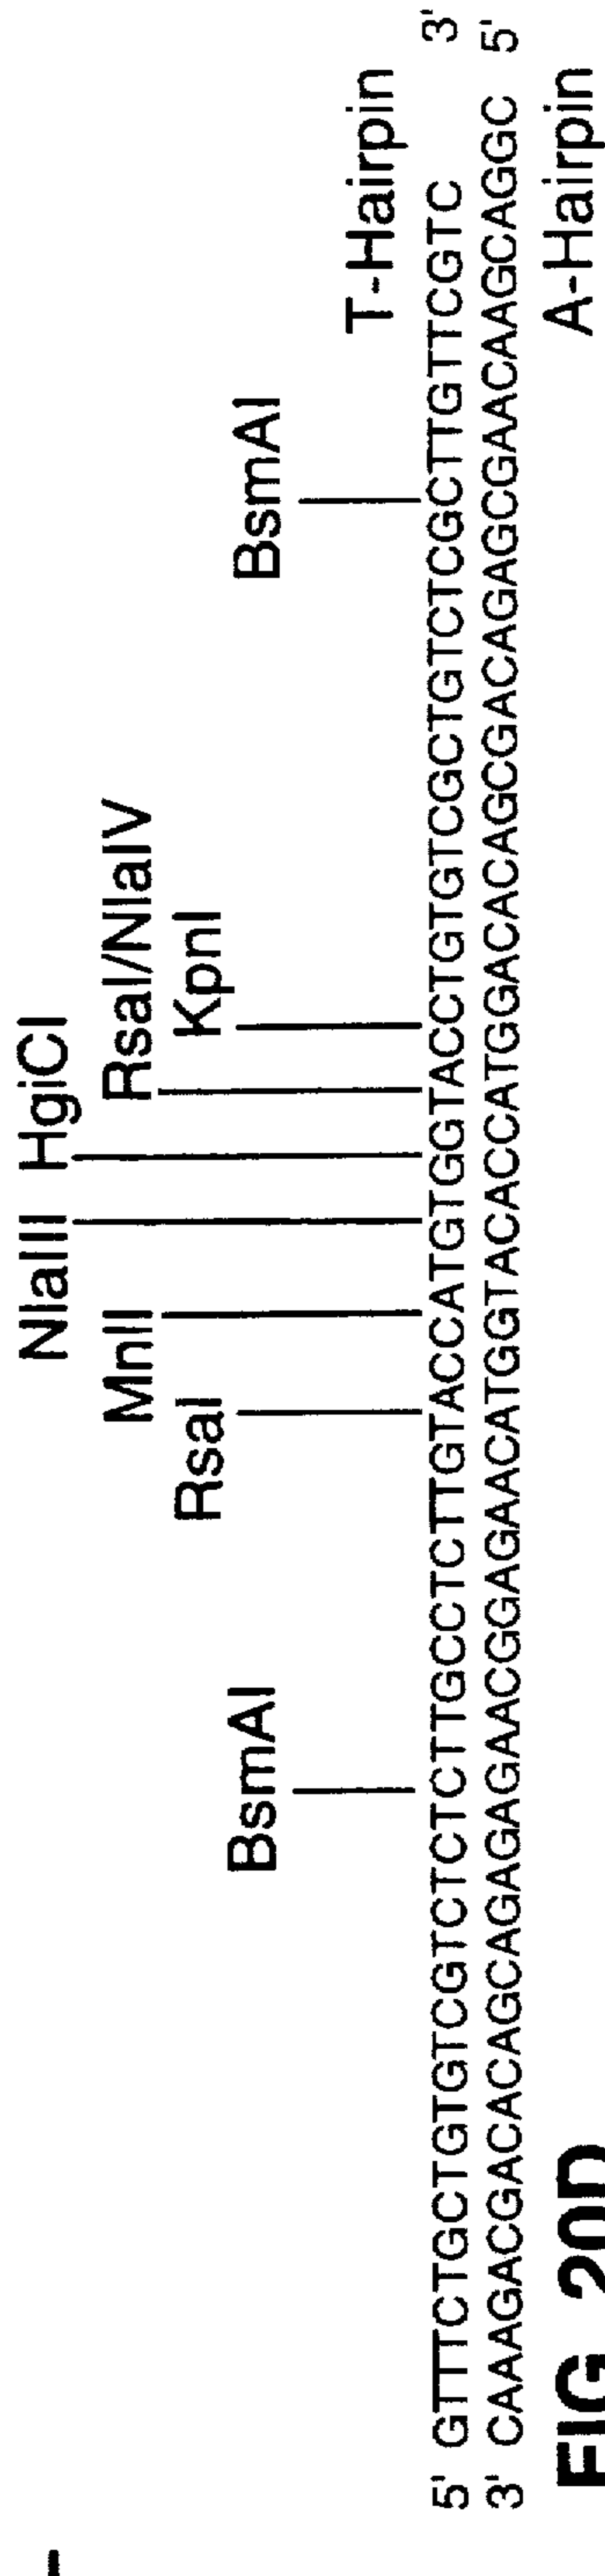 NlaIII HgiCI
MnlI RsaI/NlaIV
RsaI KpnI
BsmAI BsmAI
T-Hairpin
5' GTTTCTGCTGTGTCGTCTCTCTTGCCTCTTGTACCATGTGGTACCTGTGTCGCTGTCTCGCTTGTTCGTC 3'
3' CAAAGACGACACAGCAGAGAGAACGGAGAACATGGTACACCATGGACACAGCGACAGAGCGAACAAGCAGGC 5'
A-Hairpin
FIG 20D